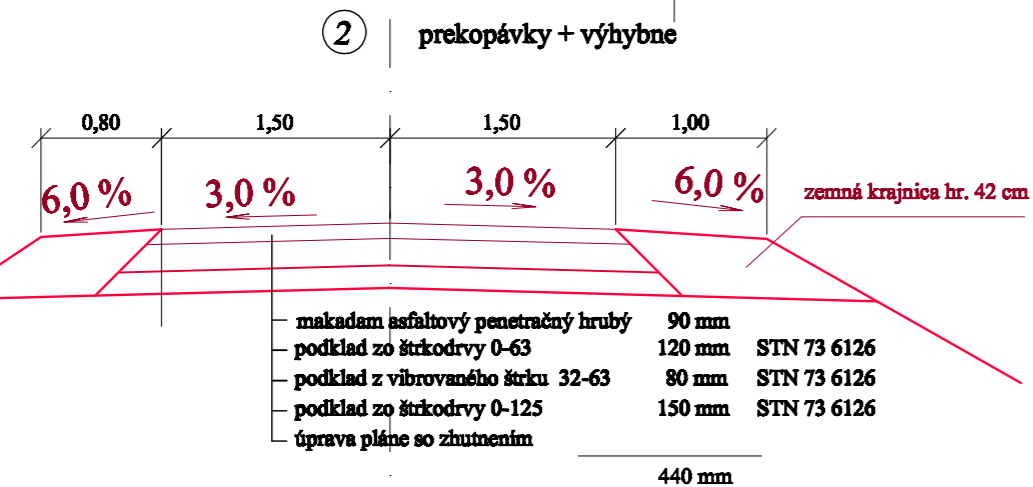 2 prekopávky + výhybne
0,80 1,50 1,50 1,00
6,0 % 3,0 % 3,0 % 6,0 %
zemná krajnica hr. 42 cm
makadam asfaltový penetračný hrubý 90 mm
podklad zo štrkodrvy 0-63 120 mm STN 73 6126
podklad z vibrovaného štrku 32-63 80 mm STN 73 6126
podklad zo štrkodrvy 0-125 150 mm STN 73 6126
úprava pláne so zhutnením
440 mm